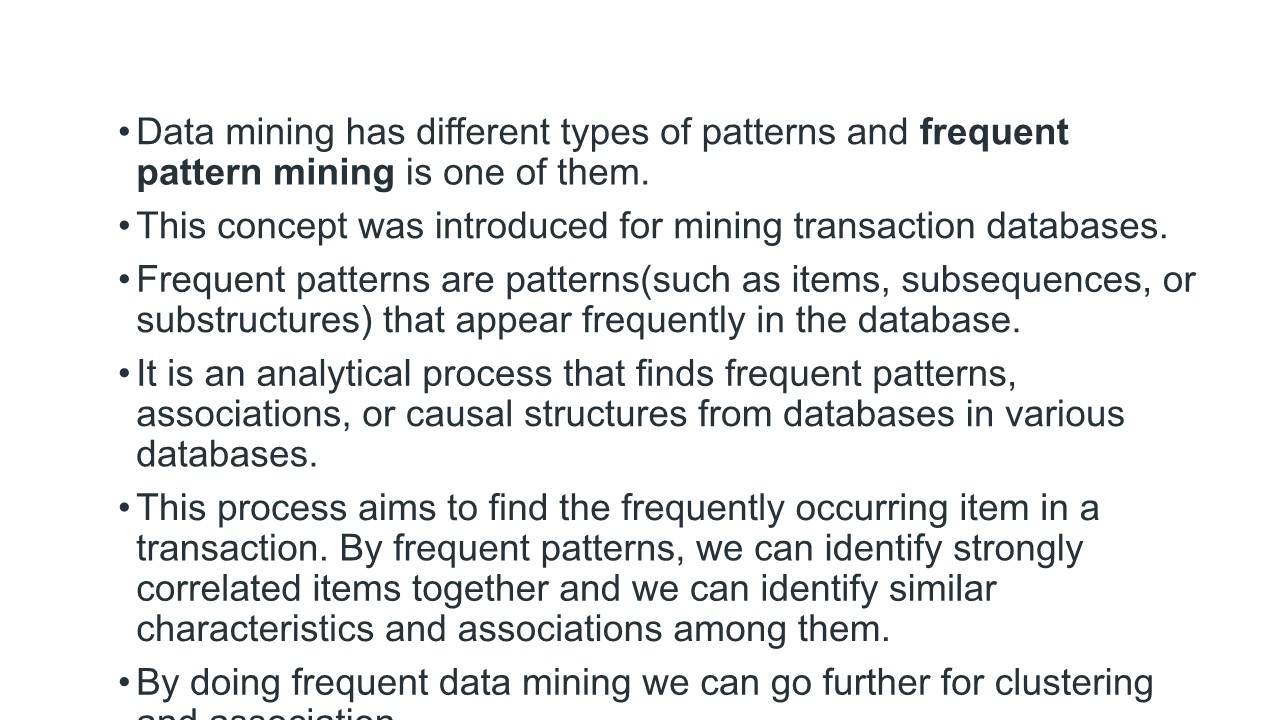 • Data mining has different types of patterns and frequent
pattern mining is one of them.
• This concept was introduced for mining transaction databases.
• Frequent patterns are patterns(such as items, subsequences, or
substructures) that appear frequently in the database.
• It is an analytical process that finds frequent patterns,
associations, or causal structures from databases in various
databases.
• This process aims to find the frequently occurring item in a
transaction. By frequent patterns, we can identify strongly
correlated items together and we can identify similar
characteristics and associations among them.
• By doing frequent data mining we can go further for clustering
and association.